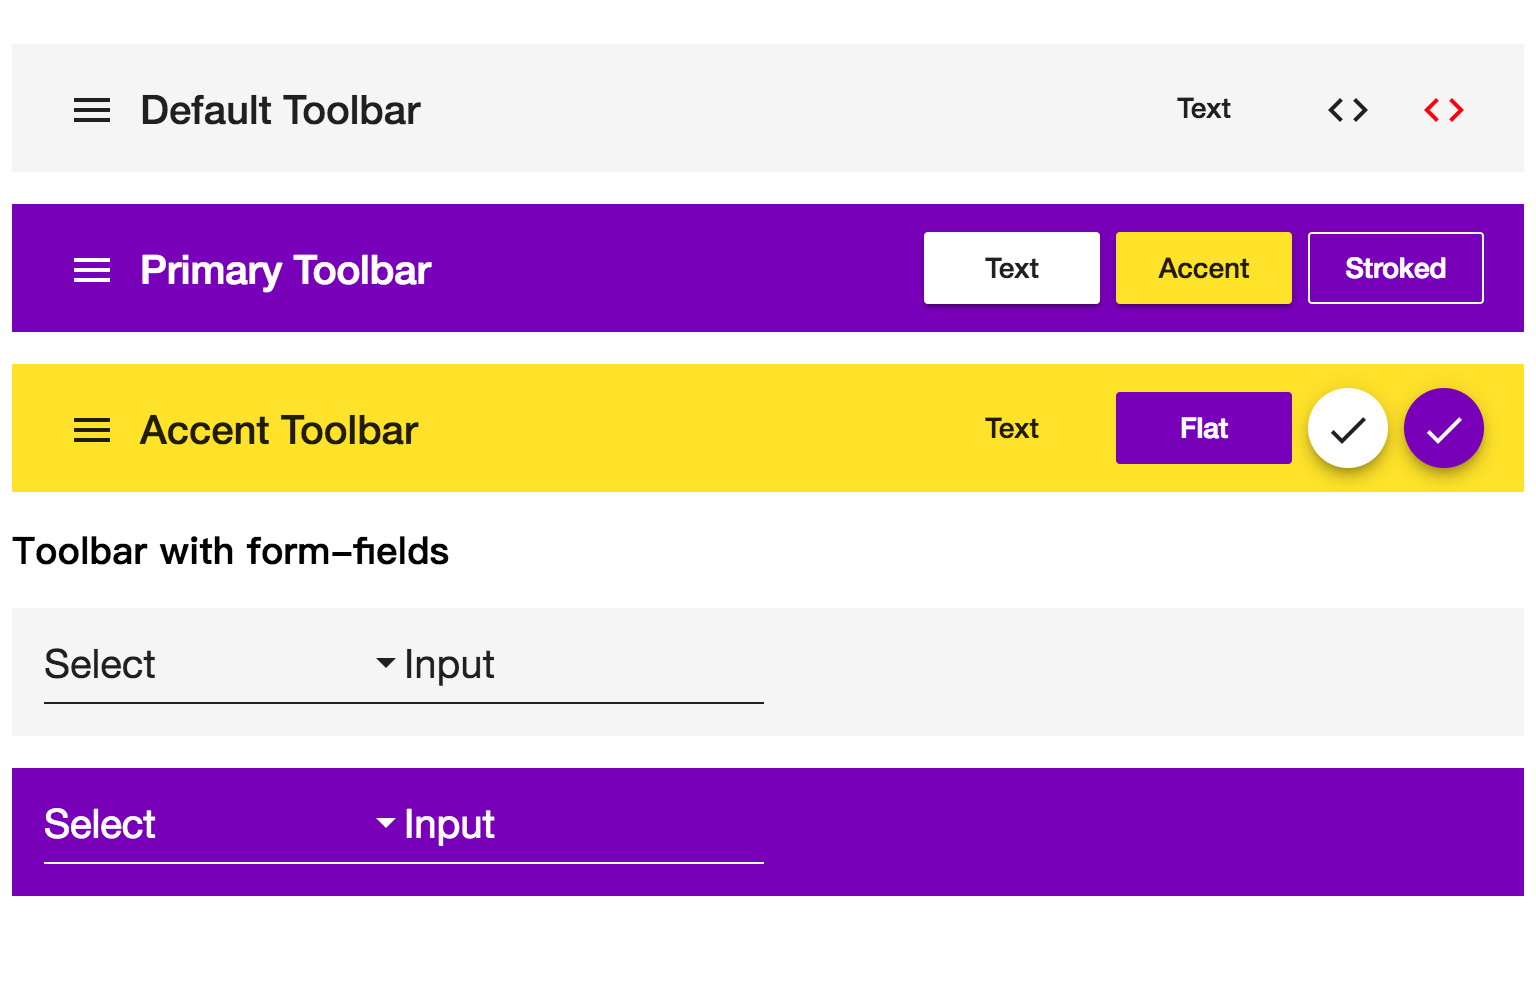 Default Toolbar Text
Primary Toolbar Text Accent Stroked
Accent Toolbar Text Flat
Toolbar with form-fields
Select Input
Select Input